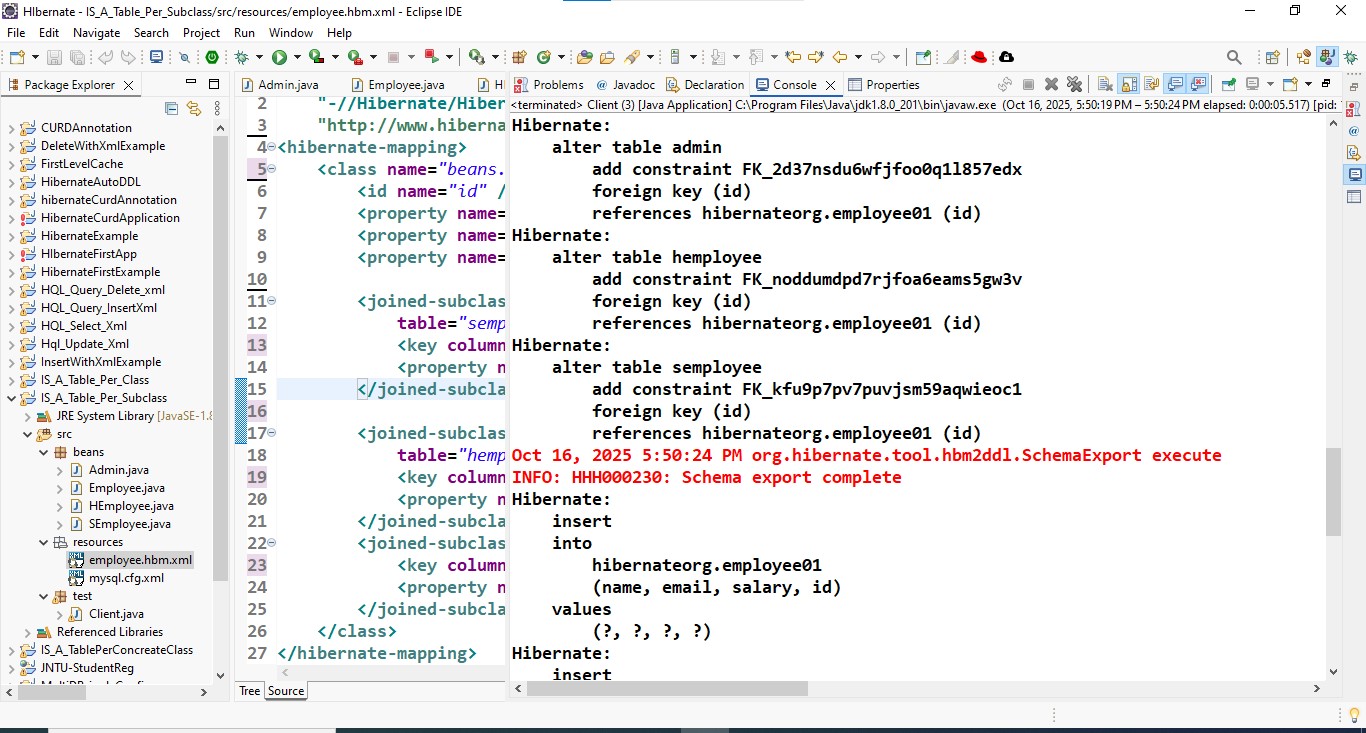 HIbernate - IS_A_Table_Per_Subclass/src/resources/employee.hbm.xml - Eclipse IDE
File Edit Navigate Search Project Run Window Help
Package Explorer
CURDAnnotation
DeleteWithXmlExample
FirstLevelCache
HibernateAutoDDL
hibernateCurdAnnotation
HibernateCurdApplication
HibernateExample
HIbernateFirstApp
HibernateFirstExample
HQL_Query_Delete_xml
HQL_Query_InsertXml
HQL_Select_Xml
Hql_Update_Xml
InsertWithXmlExample
IS_A_Table_Per_Class
IS_A_Table_Per_Subclass
JRE System Library [JavaSE-1.8
src
beans
Admin.java
Employee.java
HEmployee.java
SEmployee.java
resources
employee.hbm.xml
mysql.cfg.xml
test
Client.java
Referenced Libraries
IS_A_TablePerConcreateClass
JNTU-StudentReg
Admin.java Employee.java H
2 "-//Hibernate/Hiber
3 "http://www.hiberna
4 <hibernate-mapping>
5 <class name="beans.
6 <id name="id" /
7 <property name=
8 <property name=
9 <property name=
10
11 <joined-subclas
12 table="semp
13 <key column
14 <property n
15 </joined-subcla
16
17 <joined-subclas
18 table="hemp
19 <key column
20 <property n
21 </joined-subcla
22 <joined-subclas
23 <key column
24 <property n
25 </joined-subcla
26 </class>
27 </hibernate-mapping>
Tree Source
Problems Javadoc Declaration Console Properties
<terminated> Client (3) [Java Application] C:\Program Files\Java\jdk1.8.0_201\bin\javaw.exe (Oct 16, 2025, 5:50:19 PM – 5:50:24 PM elapsed: 0:00:05.517) [pid:
Hibernate:
alter table admin
add constraint FK_2d37nsdu6wfjfoo0q1l857edx
foreign key (id)
references hibernateorg.employee01 (id)
Hibernate:
alter table hemployee
add constraint FK_noddumdpd7rjfoa6eams5gw3v
foreign key (id)
references hibernateorg.employee01 (id)
Hibernate:
alter table semployee
add constraint FK_kfu9p7pv7puvjsm59aqwieoc1
foreign key (id)
references hibernateorg.employee01 (id)
Oct 16, 2025 5:50:24 PM org.hibernate.tool.hbm2ddl.SchemaExport execute
INFO: HHH000230: Schema export complete
Hibernate:
insert
into
hibernateorg.employee01
(name, email, salary, id)
values
(?, ?, ?, ?)
Hibernate:
insert